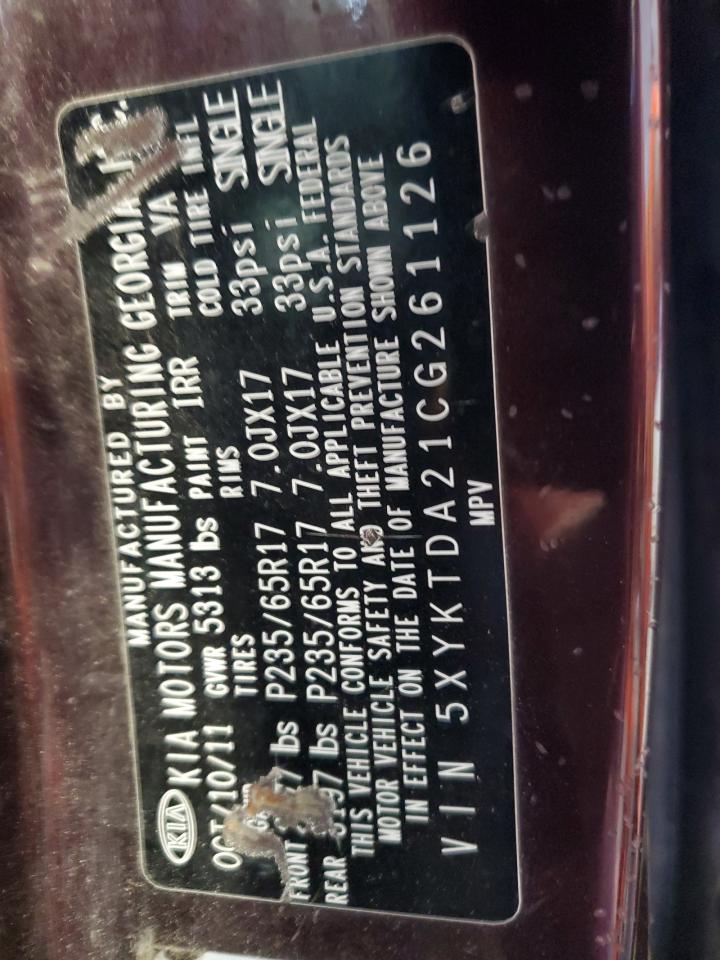 MANUFACTURED BY
KIA KIA MOTORS MANUFACTURING GEORGIA
OCT/10/11 GVWR 5313 lbs PAINT IRR TRIM VA
TIRES RIMS COLD TIRE INFL
FRONT lbs P235/65R17 7.0JX17 33psi SINGLE
REAR lbs P235/65R17 7.0JX17 33psi SINGLE
THIS VEHICLE CONFORMS TO ALL APPLICABLE U.S.A. FEDERAL
MOTOR VEHICLE SAFETY AND THEFT PREVENTION STANDARDS
IN EFFECT ON THE DATE OF MANUFACTURE SHOWN ABOVE
VIN 5XYKTDA21CG261126
MPV